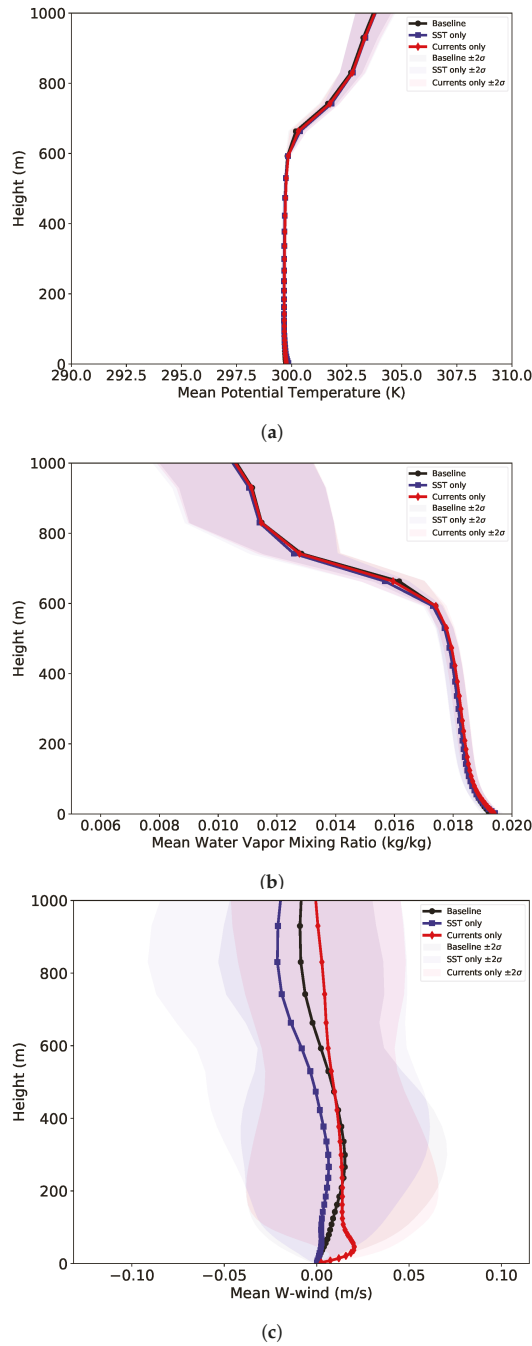 1000
800
600
400
200
0
Height (m)
Baseline
SST only
Currents only
Baseline ±2σ
SST only ±2σ
Currents only ±2σ
290.0 292.5 295.0 297.5 300.0 302.5 305.0 307.5 310.0
Mean Potential Temperature (K)
(a)
1000
800
600
400
200
0
Height (m)
Baseline
SST only
Currents only
Baseline ±2σ
SST only ±2σ
Currents only ±2σ
0.006 0.008 0.010 0.012 0.014 0.016 0.018 0.020
Mean Water Vapor Mixing Ratio (kg/kg)
(b)
1000
800
600
400
200
0
Height (m)
Baseline
SST only
Currents only
Baseline ±2σ
SST only ±2σ
Currents only ±2σ
−0.10 −0.05 0.00 0.05 0.10
Mean W-wind (m/s)
(c)